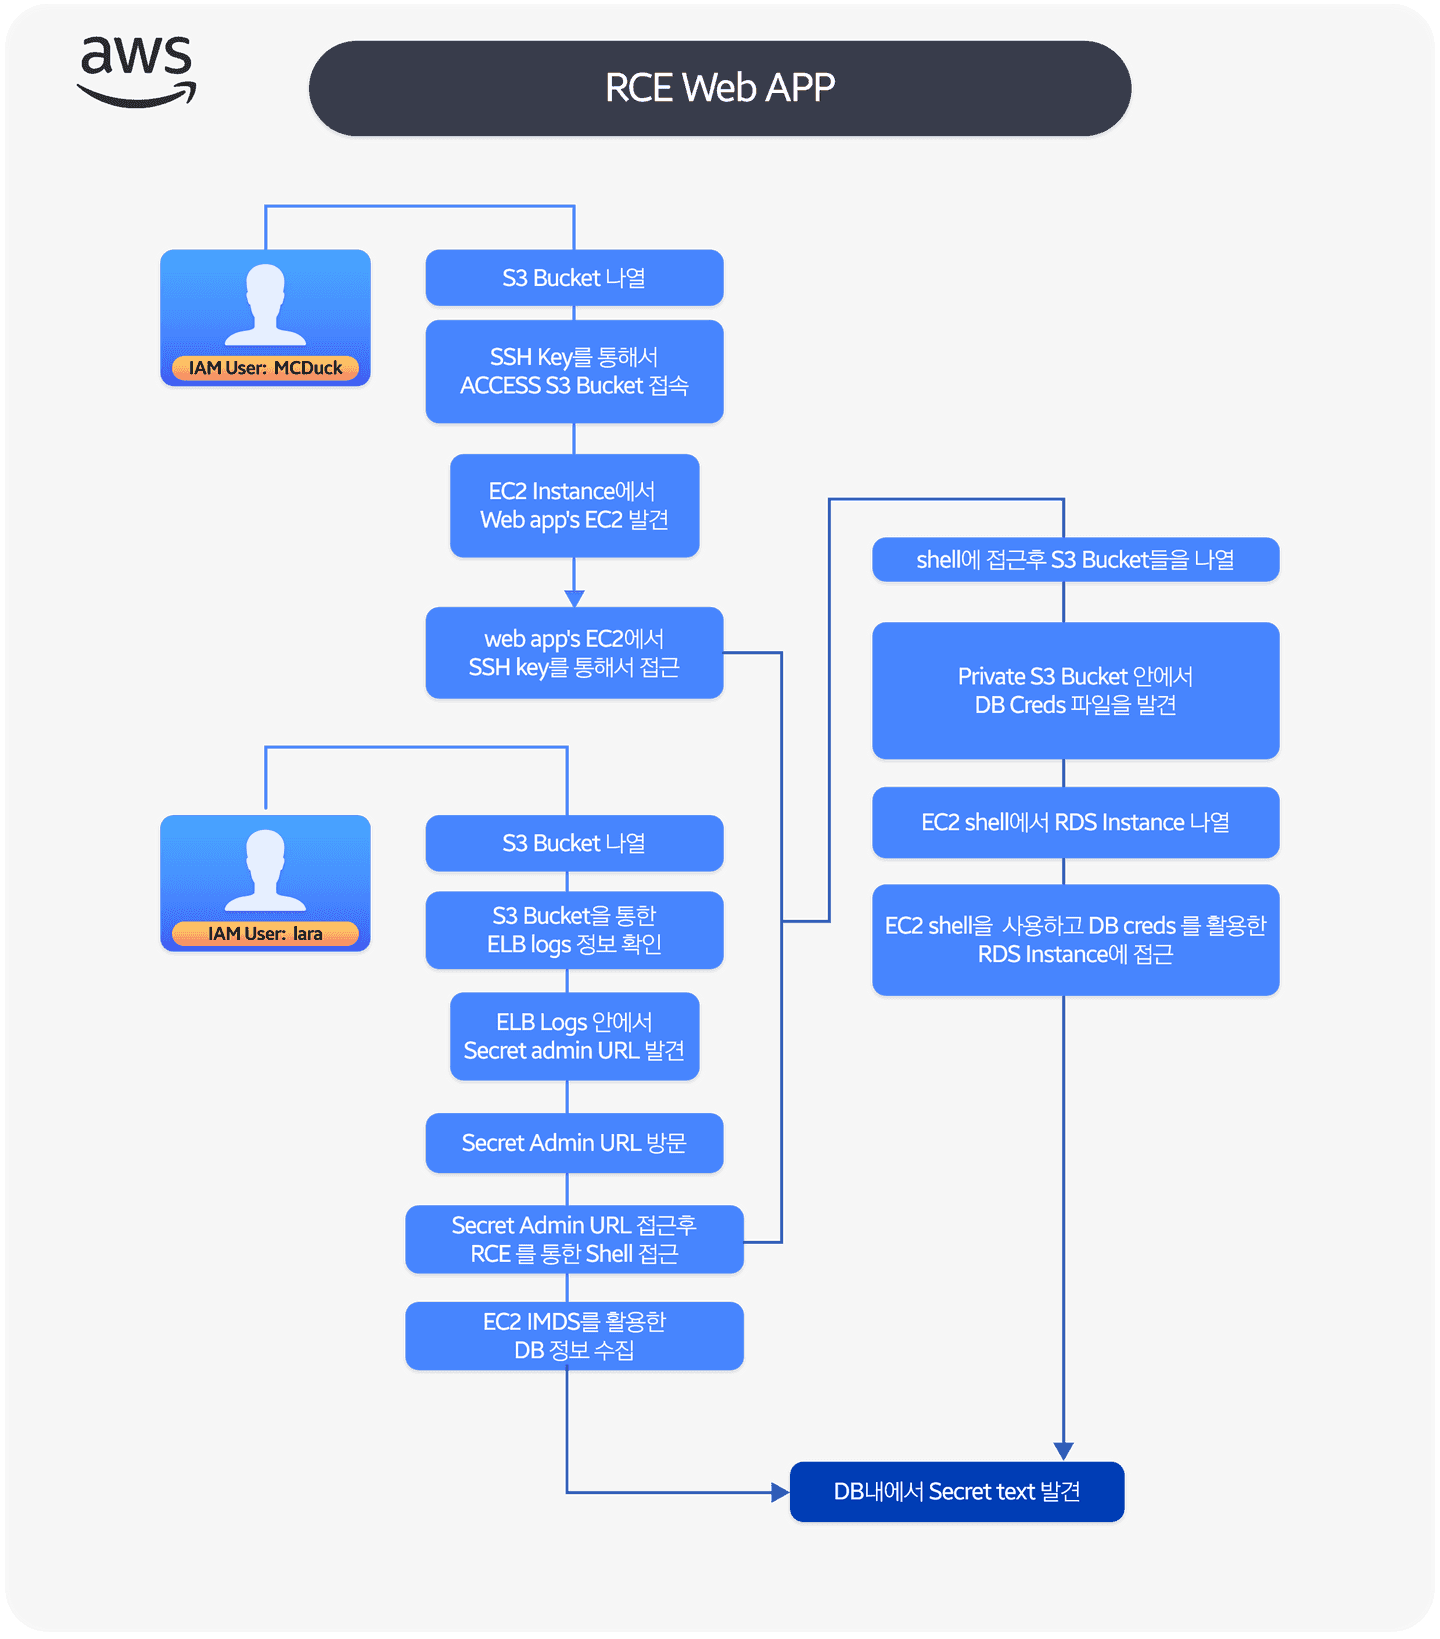 aws
RCE Web APP
IAM User: MCDuck
S3 Bucket 나열
SSH Key를 통해서
ACCESS S3 Bucket 접속
EC2 Instance에서
Web app's EC2 발견
web app's EC2에서
SSH key를 통해서 접근
IAM User: lara
S3 Bucket 나열
S3 Bucket을 통한
ELB logs 정보 확인
ELB Logs 안에서
Secret admin URL 발견
Secret Admin URL 방문
Secret Admin URL 접근후
RCE 를 통한 Shell 접근
EC2 IMDS를 활용한
DB 정보 수집
shell에 접근후 S3 Bucket들을 나열
Private S3 Bucket 안에서
DB Creds 파일을 발견
EC2 shell에서 RDS Instance 나열
EC2 shell을 사용하고 DB creds 를 활용한
RDS Instance에 접근
DB내에서 Secret text 발견